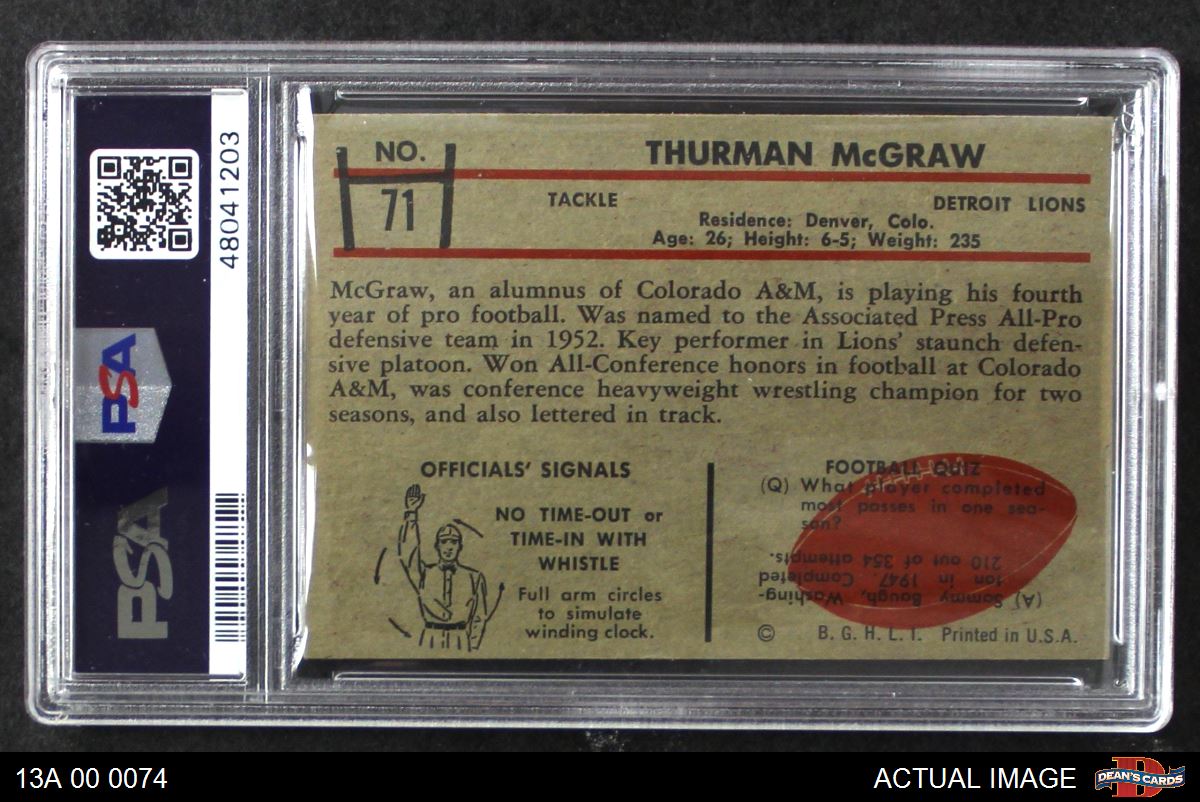 48041203
PSA
PSA
NO.
71
THURMAN McGRAW
TACKLE
DETROIT LIONS
Residence: Denver, Colo.
Age: 26; Height: 6-5; Weight: 235
McGraw, an alumnus of Colorado A&M, is playing his fourth
year of pro football. Was named to the Associated Press All-Pro
defensive team in 1952. Key performer in Lions' staunch defen-
sive platoon. Won All-Conference honors in football at Colorado
A&M, was conference heavyweight wrestling champion for two
seasons, and also lettered in track.
OFFICIALS' SIGNALS
NO TIME-OUT or
TIME-IN WITH
WHISTLE
Full arm circles
to simulate
winding clock.
FOOTBALL QUIZ
(Q) What player completed
most passes in one sea-
son?
(A) Sammy Baugh, Washing-
ton in 1947. Completed
210 out of 354 attempts.
© B. G. H. L. I. Printed in U.S.A.
13A 00 0074
ACTUAL IMAGE
DEAN'S CARDS